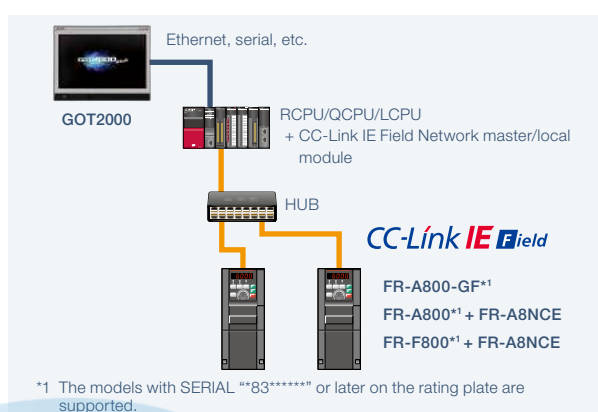 Ethernet, serial, etc.
GOT2000
RCPU/QCPU/LCPU
+ CC-Link IE Field Network master/local
module
HUB
CC-Link IE Field
FR-A800-GF*1
FR-A800*1 + FR-A8NCE
FR-F800*1 + FR-A8NCE
*1 The models with SERIAL “*83******” or later on the rating plate are
supported.